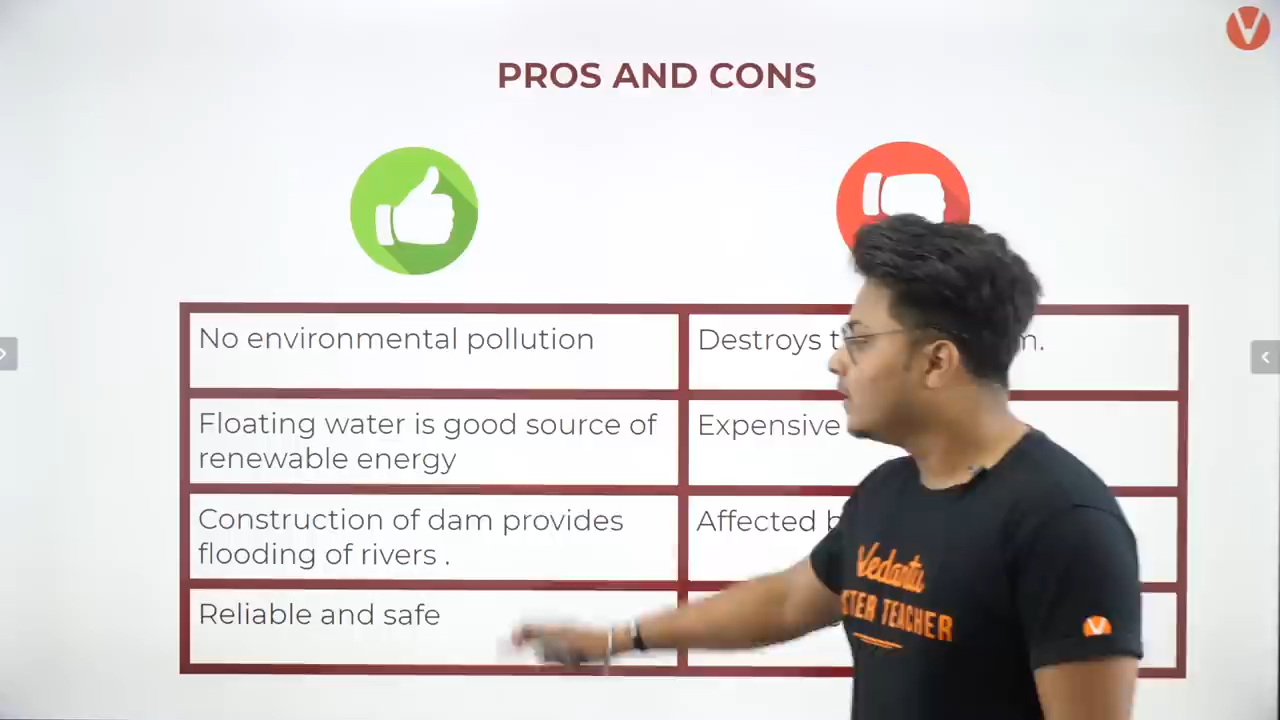 PROS AND CONS
No environmental pollution
Destroys
Floating water is good source of
renewable energy
Expensive
Construction of dam provides
flooding of rivers .
Affected
Reliable and safe
Vedantu
TEACHER